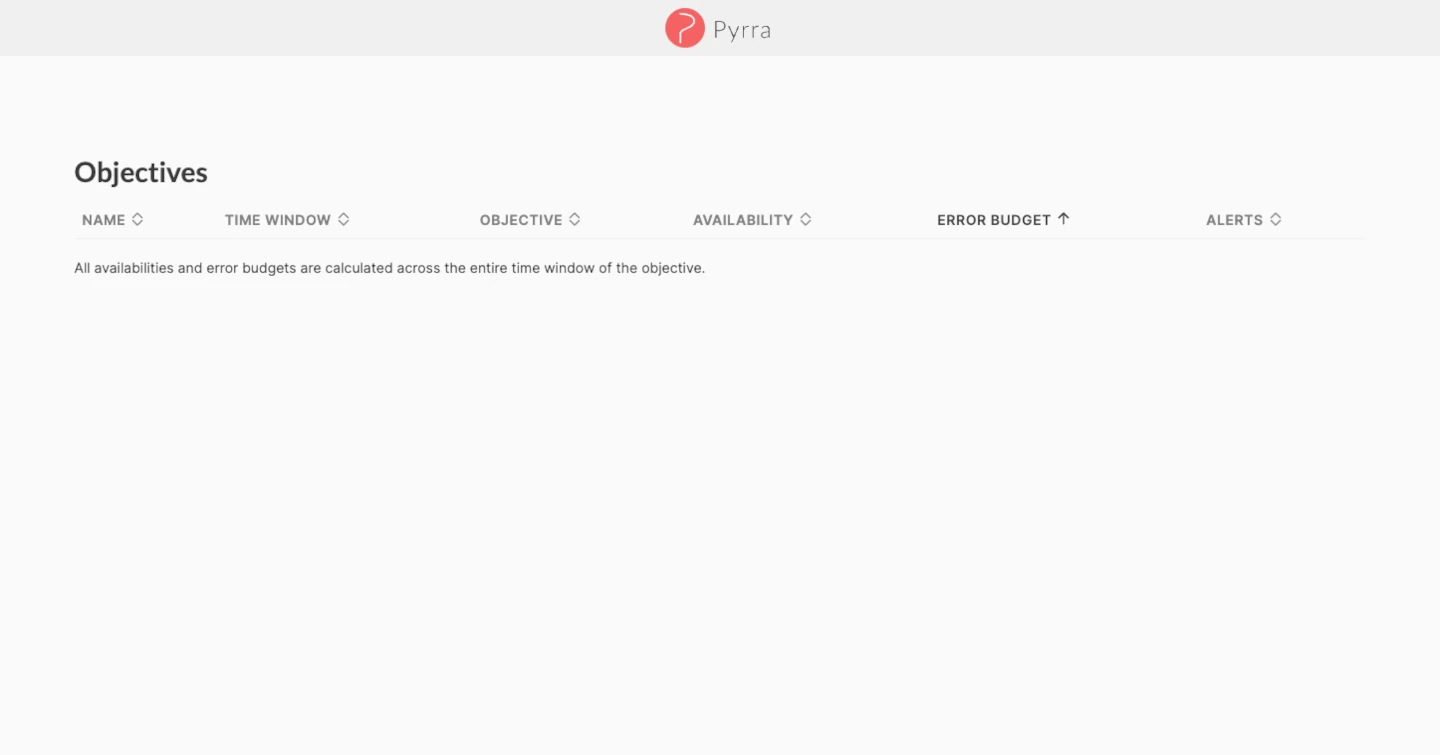 Pyrra
Objectives
NAME TIME WINDOW OBJECTIVE AVAILABILITY ERROR BUDGET ALERTS
All availabilities and error budgets are calculated across the entire time window of the objective.